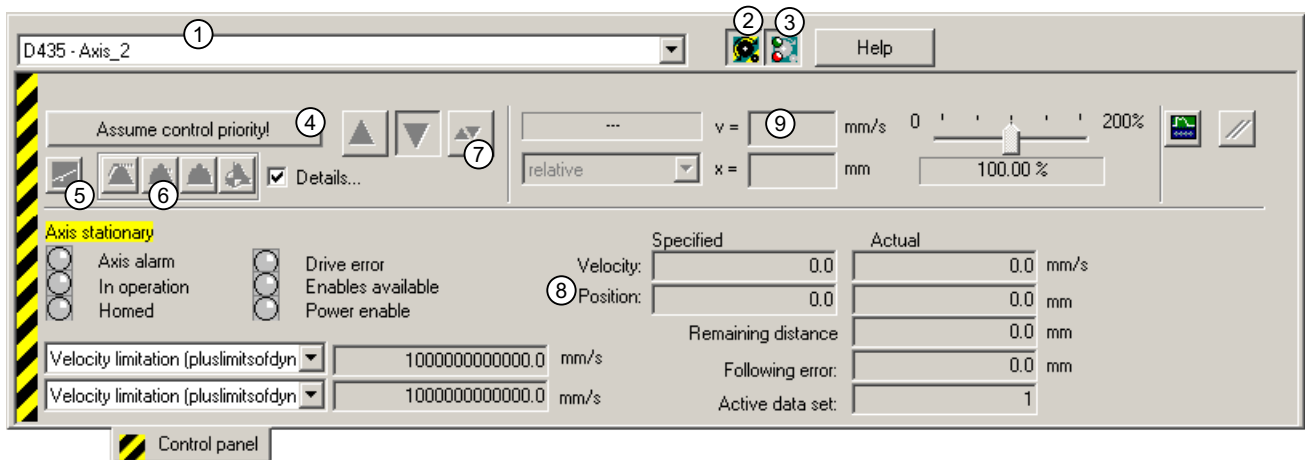 1
2
3
D435 - Axis_2
Help
Assume control priority!
4
7
---
v =
9
mm/s
0
200%
relative
x =
mm
100.00 %
5
6
Details...
Axis stationary
Axis alarm
In operation
Homed
Drive error
Enables available
Power enable
Specified
Actual
Velocity:
0.0
0.0 mm/s
8
Position:
0.0
0.0 mm
Remaining distance
0.0 mm
Following error:
0.0 mm
Active data set:
1
Velocity limitation (pluslimitsofdyn
1000000000000.0 mm/s
Velocity limitation (pluslimitsofdyn
1000000000000.0 mm/s
Control panel